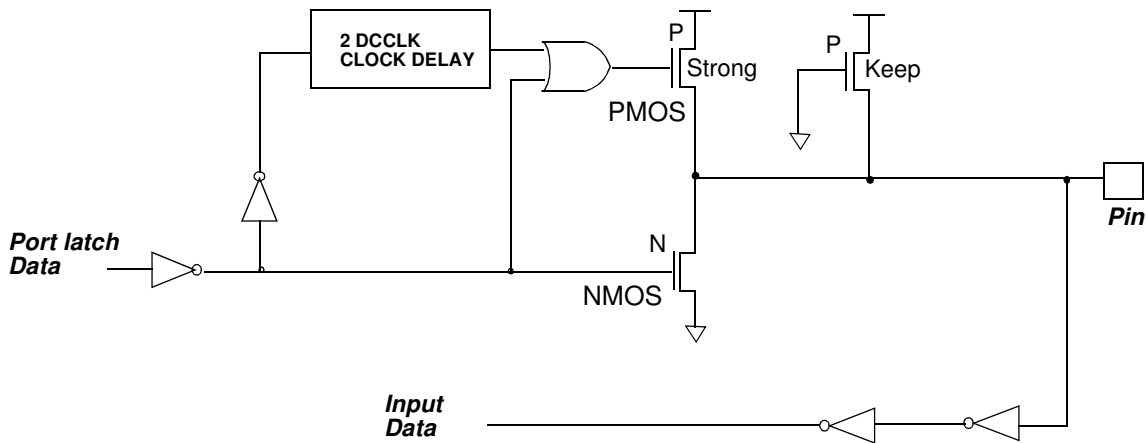 2 DCCLK
CLOCK DELAY
P
Strong
PMOS
P
Keep
Pin
Port latch
Data
N
NMOS
Input
Data